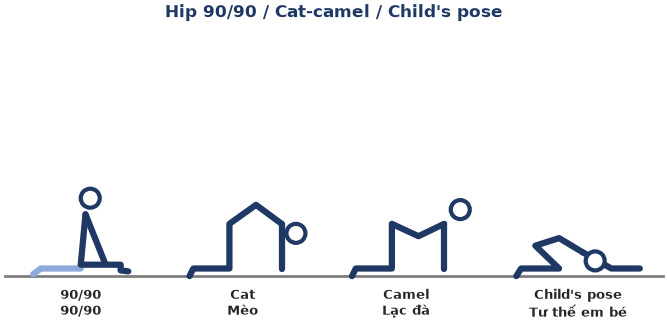 Hip 90/90 / Cat-camel / Child's pose
90/90
90/90
Cat
Mèo
Camel
Lạc đà
Child's pose
Tư thế em bé